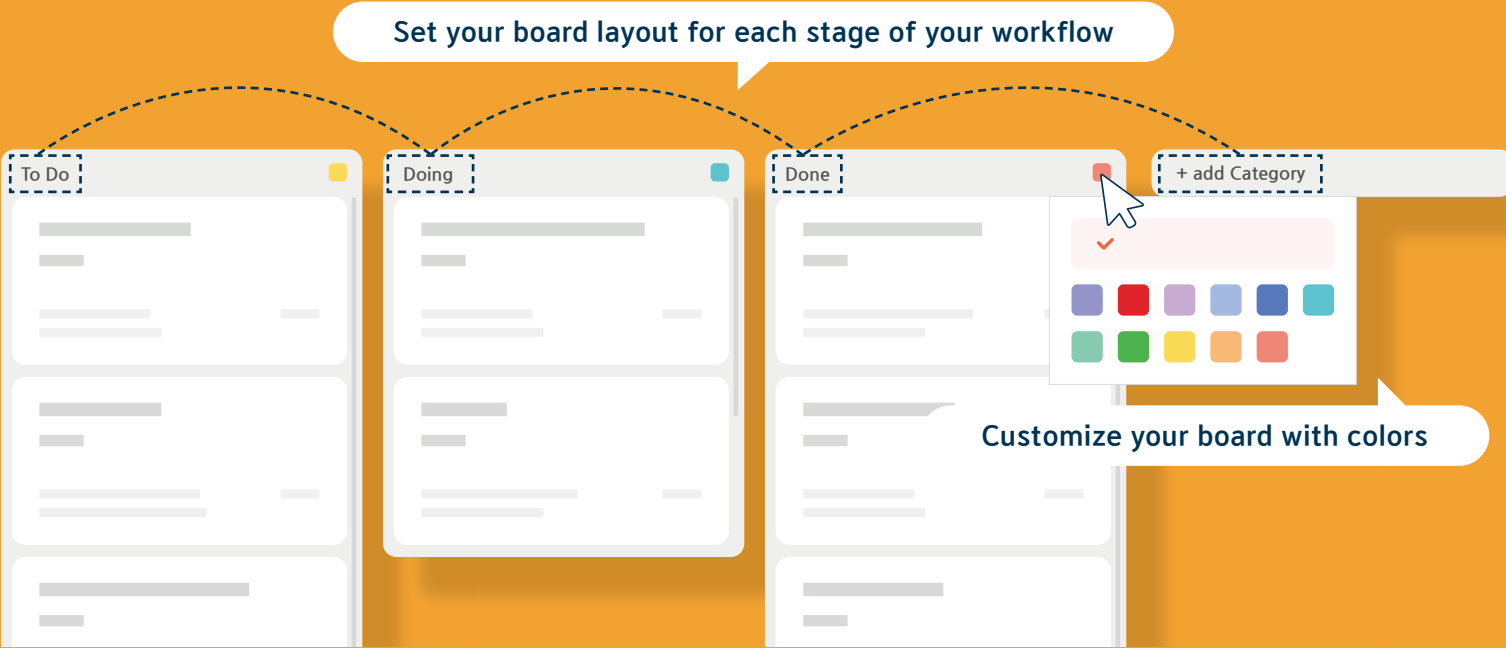 Set your board layout for each stage of your workflow
To Do
Doing
Done
+ add Category
Customize your board with colors